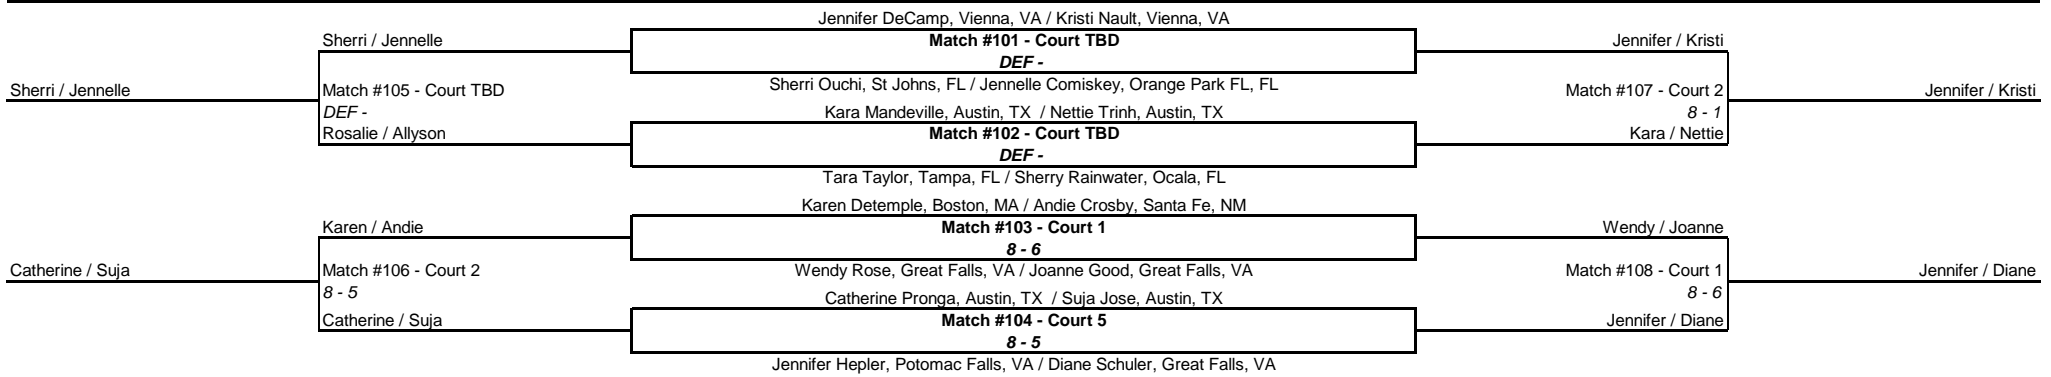 Jennifer DeCamp, Vienna, VA / Kristi Nault, Vienna, VA
Sherri / Jennelle
Match #101 - Court TBD
Jennifer / Kristi
DEF -
Sherri / Jennelle
Match #105 - Court TBD
Sherri Ouchi, St Johns, FL / Jennelle Comiskey, Orange Park FL, FL
Match #107 - Court 2
Jennifer / Kristi
DEF -
Kara Mandeville, Austin, TX / Nettie Trinh, Austin, TX
8 - 1
Rosalie / Allyson
Match #102 - Court TBD
Kara / Nettie
DEF -
Tara Taylor, Tampa, FL / Sherry Rainwater, Ocala, FL
Karen Detemple, Boston, MA / Andie Crosby, Santa Fe, NM
Karen / Andie
Match #103 - Court 1
Wendy / Joanne
8 - 6
Catherine / Suja
Match #106 - Court 2
Wendy Rose, Great Falls, VA / Joanne Good, Great Falls, VA
Match #108 - Court 1
Jennifer / Diane
8 - 5
Catherine Pronga, Austin, TX / Suja Jose, Austin, TX
8 - 6
Catherine / Suja
Match #104 - Court 5
Jennifer / Diane
8 - 5
Jennifer Hepler, Potomac Falls, VA / Diane Schuler, Great Falls, VA